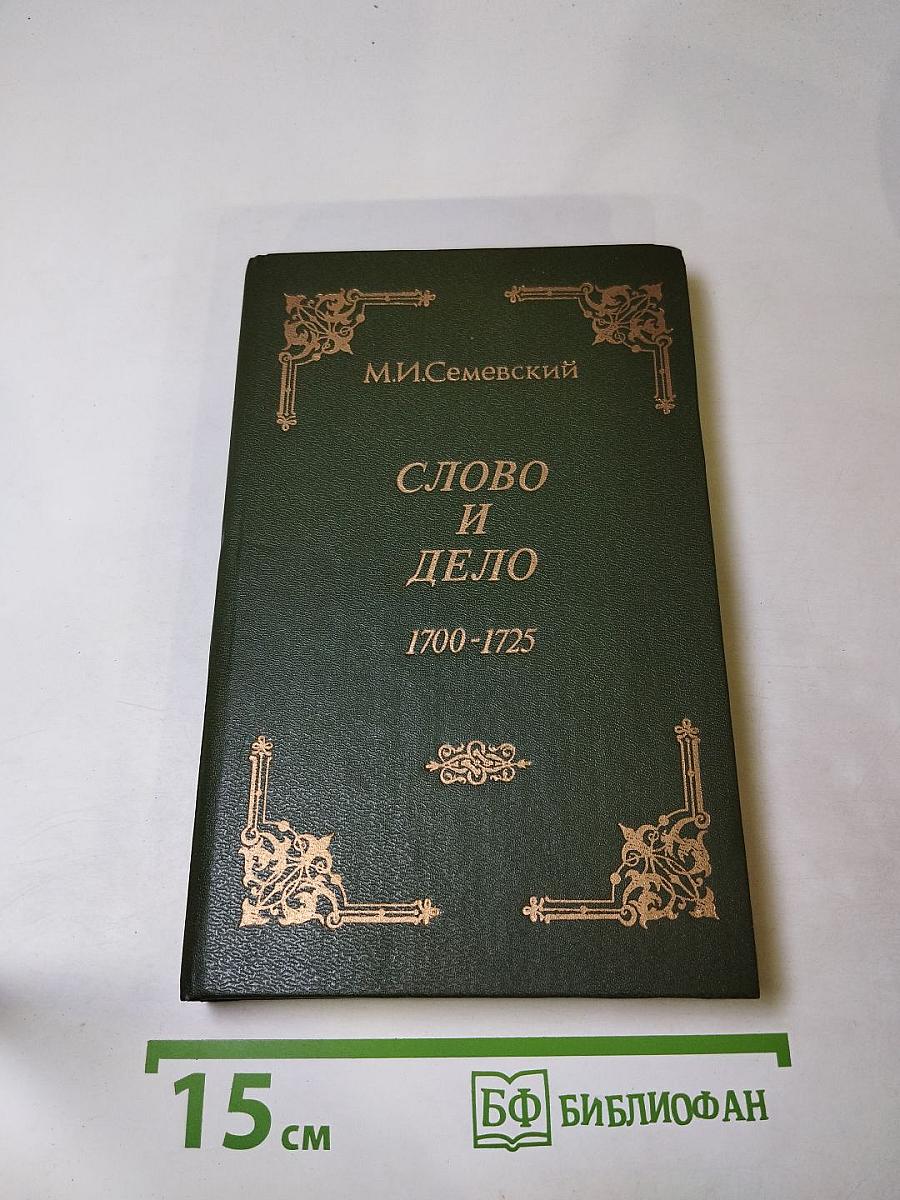 М.И.Семевский
СЛОВО
И
ДЕЛО
1700-1725
15 см
БФ БИБЛИОФАН